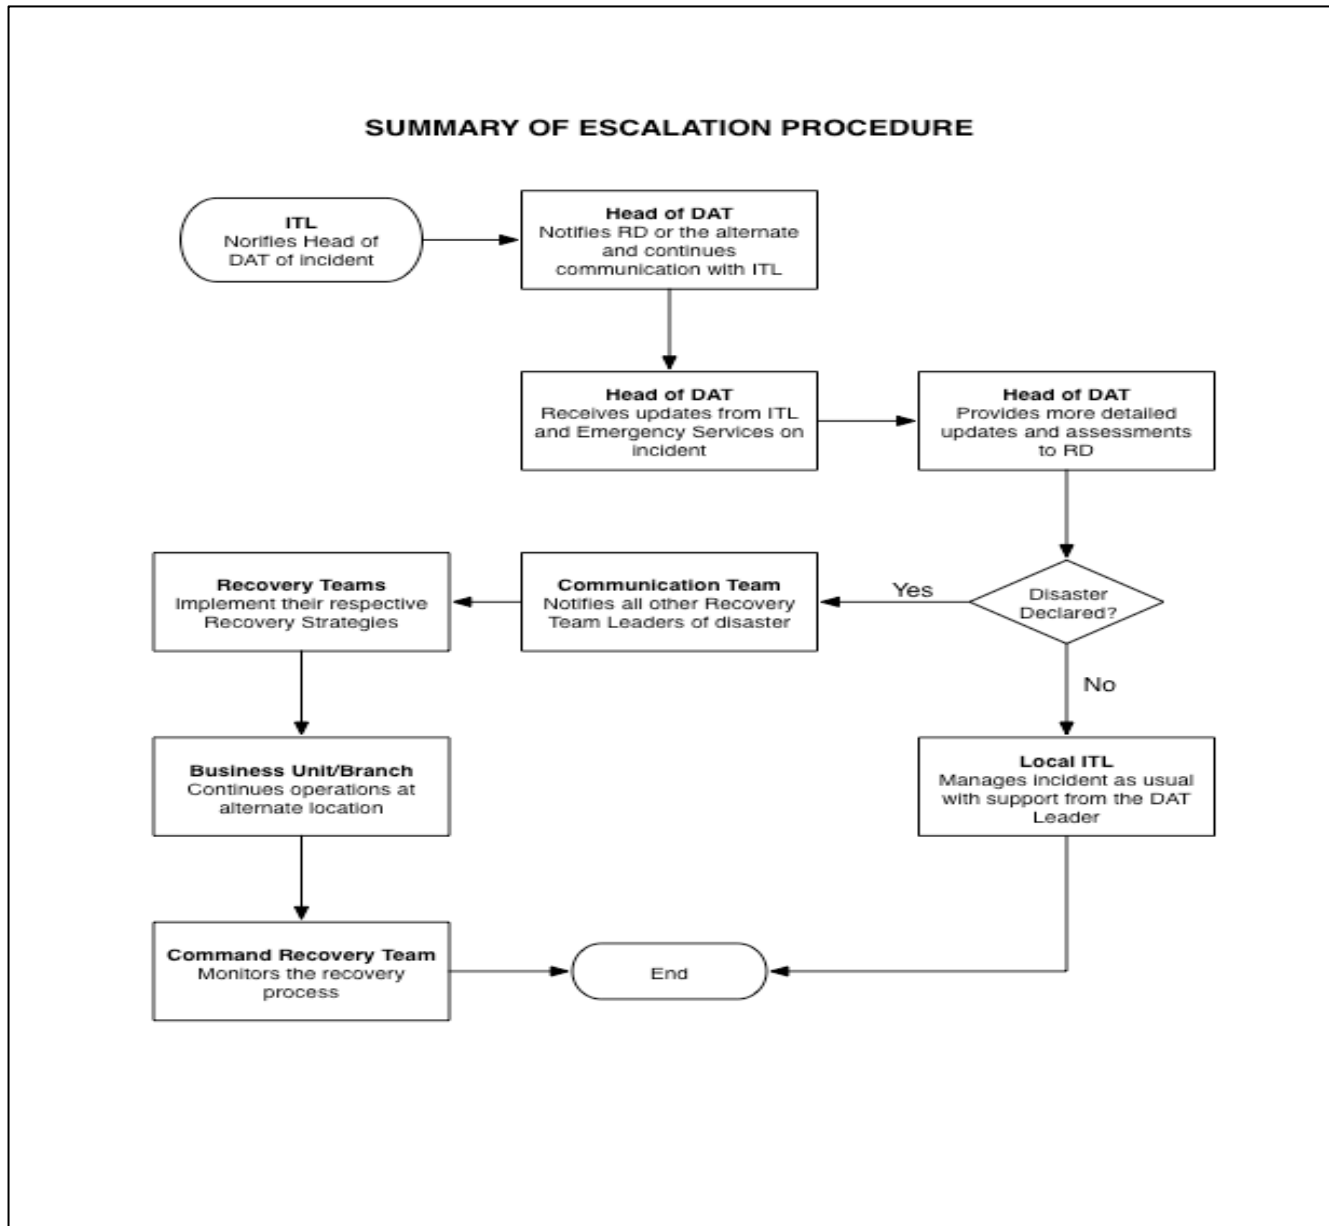 SUMMARY OF ESCALATION PROCEDURE
ITL
Norifies Head of
DAT of incident
Head of DAT
Notifies RD or the alternate
and continues
communication with ITL
Head of DAT
Receives updates from ITL
and Emergency Services on
incident
Head of DAT
Provides more detailed
updates and assessments
to RD
Disaster
Declared?
Yes
No
Communication Team
Notifies all other Recovery
Team Leaders of disaster
Recovery Teams
Implement their respective
Recovery Strategies
Business Unit/Branch
Continues operations at
alternate location
Local ITL
Manages incident as usual
with support from the DAT
Leader
Command Recovery Team
Monitors the recovery
process
End